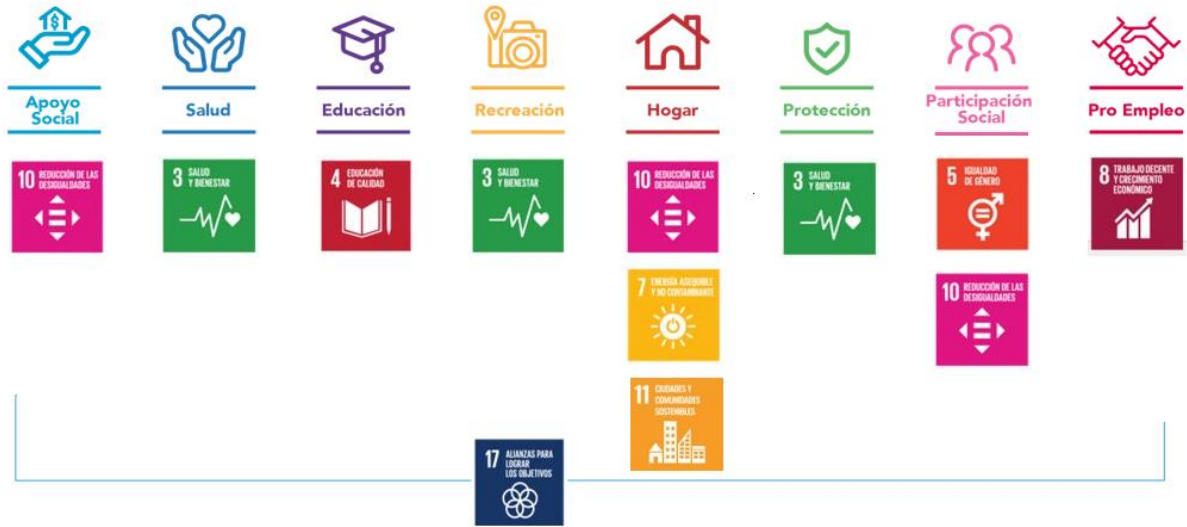 Apoyo
Social
Salud
Educación
Recreación
Hogar
Protección
Participación
Social
Pro Empleo
10 REDUCCIÓN DE LAS
DESIGUALDADES
3 SALUD
Y BIENESTAR
4 EDUCACIÓN
DE CALIDAD
3 SALUD
Y BIENESTAR
10 REDUCCIÓN DE LAS
DESIGUALDADES
3 SALUD
Y BIENESTAR
5 IGUALDAD
DE GÉNERO
8 TRABAJO DECENTE
Y CRECIMIENTO
ECONÓMICO
7 ENERGÍA ASEQUIBLE
Y NO CONTAMINANTE
10 REDUCCIÓN DE LAS
DESIGUALDADES
11 CIUDADES Y
COMUNIDADES
SOSTENIBLES
17 ALIANZAS PARA
LOGRAR
LOS OBJETIVOS